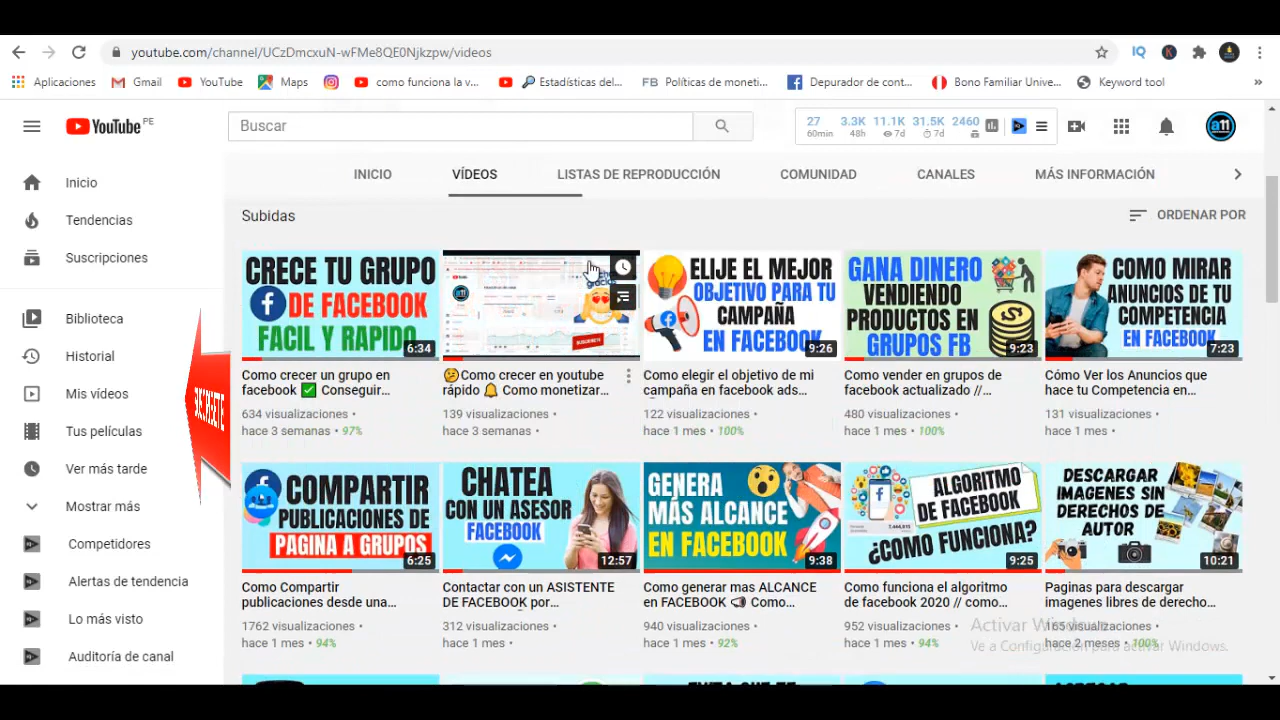 youtube.com/channel/UCzDmcxuN-wFMe8QE0Njkzpw/videos
Aplicaciones Gmail YouTube Maps como funciona la v... Estadísticas del... FB Políticas de moneti... Depurador de cont... Bono Familiar Unive... Keyword tool »
YouTube PE
Buscar
27 3.3K 11.1K 31.5K 2460
60min 48h 7d 7d
a11
INICIO VÍDEOS LISTAS DE REPRODUCCIÓN COMUNIDAD CANALES MÁS INFORMACIÓN
Inicio
Tendencias
Suscripciones
Biblioteca
Historial
Mis vídeos
Tus películas
Ver más tarde
Mostrar más
Competidores
Alertas de tendencia
Lo más visto
Auditoría de canal
SUSCRIBETE
Subidas
ORDENAR POR
CRECE TU GRUPO
DE FACEBOOK
FACIL Y RAPIDO
6:34
Como crecer un grupo en
facebook ✅ Conseguir...
634 visualizaciones •
hace 3 semanas • 97%
🤔Como crecer en youtube
rápido 🔔 Como monetizar...
139 visualizaciones •
hace 3 semanas •
ELIJE EL MEJOR
OBJETIVO PARA TU
CAMPAÑA
EN FACEBOOK
9:26
Como elegir el objetivo de mi
campaña en facebook ads...
122 visualizaciones •
hace 1 mes • 100%
GANA DINERO
VENDIENDO
PRODUCTOS EN
GRUPOS FB
9:23
Como vender en grupos de
facebook actualizado //...
480 visualizaciones •
hace 1 mes • 100%
COMO MIRAR
ANUNCIOS DE TU
COMPETENCIA
EN FACEBOOK
7:23
Cómo Ver los Anuncios que
hace tu Competencia en...
131 visualizaciones •
hace 1 mes •
COMPARTIR
PUBLICACIONES DE
PAGINA A GRUPOS
6:25
Como Compartir
publicaciones desde una...
1762 visualizaciones •
hace 1 mes • 94%
CHATEA
CON UN ASESOR
FACEBOOK
12:57
Contactar con un ASISTENTE
DE FACEBOOK por...
312 visualizaciones •
hace 1 mes •
GENERA
MÁS ALCANCE
EN FACEBOOK
9:38
Como generar mas ALCANCE
en FACEBOOK 📢 Como...
940 visualizaciones •
hace 1 mes • 92%
ALGORITMO
DE FACEBOOK
¿COMO FUNCIONA?
9:25
Como funciona el algoritmo
de facebook 2020 // como...
952 visualizaciones •
hace 1 mes • 94%
DESCARGAR
IMAGENES SIN
DERECHOS DE
AUTOR
10:21
Paginas para descargar
imagenes libres de derecho...
165 visualizaciones •
hace 2 meses • 100%
Activar Windows
Ve a Configuración para activar Windows.